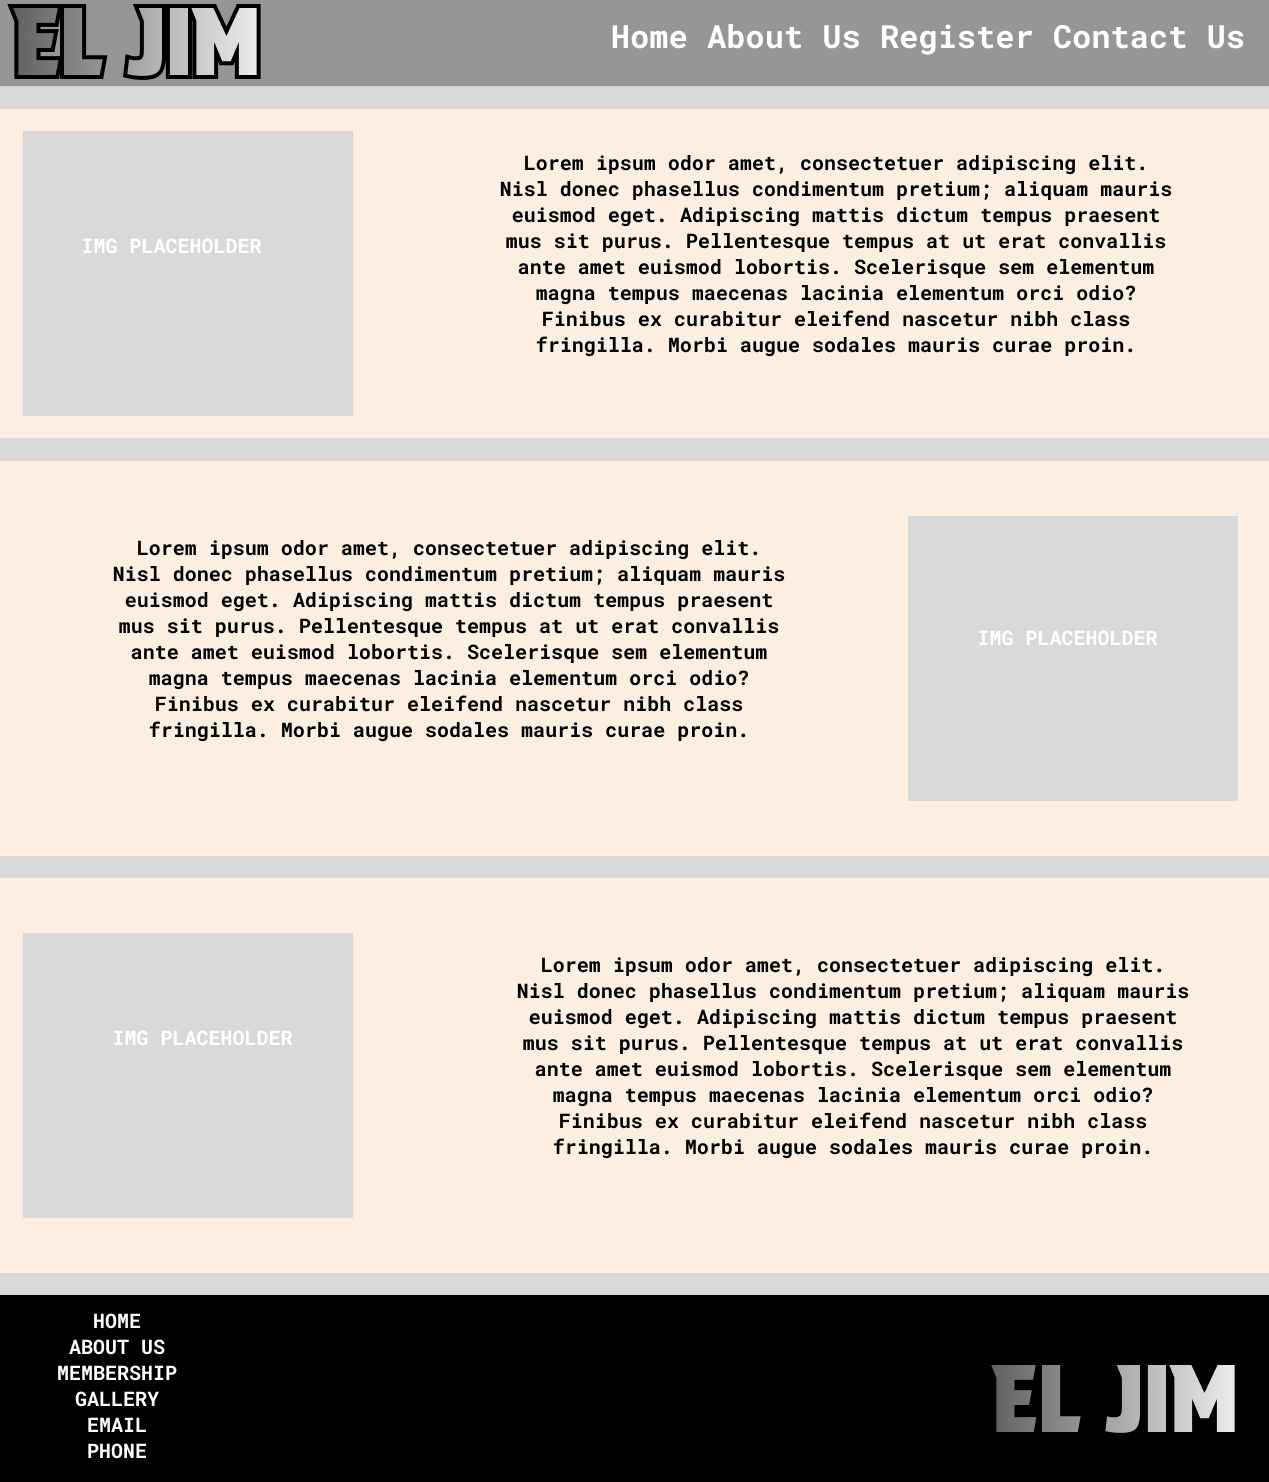 EL JIM
Home About Us Register Contact Us
IMG PLACEHOLDER
Lorem ipsum odor amet, consectetuer adipiscing elit.
Nisl donec phasellus condimentum pretium; aliquam mauris
euismod eget. Adipiscing mattis dictum tempus praesent
mus sit purus. Pellentesque tempus at ut erat convallis
ante amet euismod lobortis. Scelerisque sem elementum
magna tempus maecenas lacinia elementum orci odio?
Finibus ex curabitur eleifend nascetur nibh class
fringilla. Morbi augue sodales mauris curae proin.
Lorem ipsum odor amet, consectetuer adipiscing elit.
Nisl donec phasellus condimentum pretium; aliquam mauris
euismod eget. Adipiscing mattis dictum tempus praesent
mus sit purus. Pellentesque tempus at ut erat convallis
ante amet euismod lobortis. Scelerisque sem elementum
magna tempus maecenas lacinia elementum orci odio?
Finibus ex curabitur eleifend nascetur nibh class
fringilla. Morbi augue sodales mauris curae proin.
IMG PLACEHOLDER
IMG PLACEHOLDER
Lorem ipsum odor amet, consectetuer adipiscing elit.
Nisl donec phasellus condimentum pretium; aliquam mauris
euismod eget. Adipiscing mattis dictum tempus praesent
mus sit purus. Pellentesque tempus at ut erat convallis
ante amet euismod lobortis. Scelerisque sem elementum
magna tempus maecenas lacinia elementum orci odio?
Finibus ex curabitur eleifend nascetur nibh class
fringilla. Morbi augue sodales mauris curae proin.
HOME
ABOUT US
MEMBERSHIP
GALLERY
EMAIL
PHONE
EL JIM